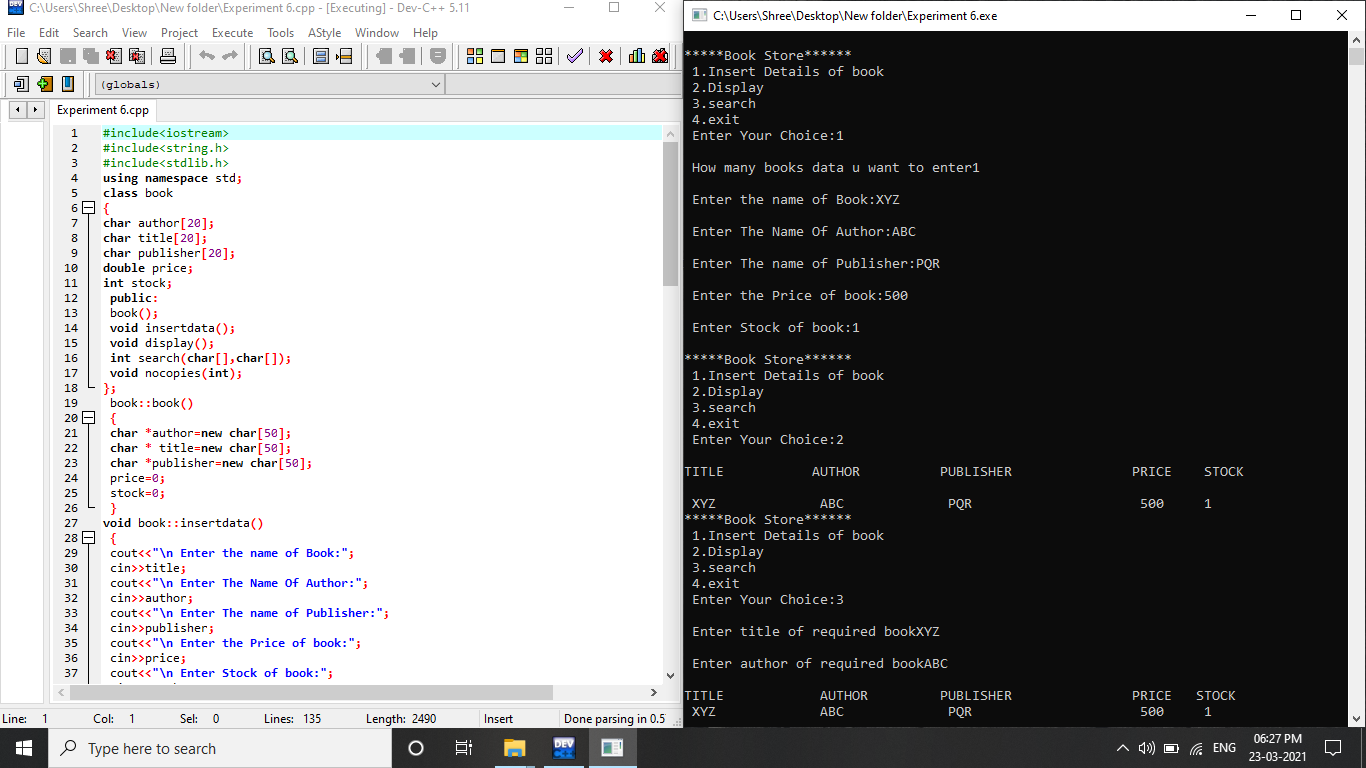 C:\Users\Shree\Desktop\New folder\Experiment 6.cpp - [Executing] - Dev-C++ 5.11
File Edit Search View Project Execute Tools AStyle Window Help
(globals)
Experiment 6.cpp
1 #include<iostream>
2 #include<string.h>
3 #include<stdlib.h>
4 using namespace std;
5 class book
6 {
7 char author[20];
8 char title[20];
9 char publisher[20];
10 double price;
11 int stock;
12 public:
13 book();
14 void insertdata();
15 void display();
16 int search(char[],char[]);
17 void nocopies(int);
18 };
19 book::book()
20 {
21 char *author=new char[50];
22 char * title=new char[50];
23 char *publisher=new char[50];
24 price=0;
25 stock=0;
26 }
27 void book::insertdata()
28 {
29 cout<<"\n Enter the name of Book:";
30 cin>>title;
31 cout<<"\n Enter The Name Of Author:";
32 cin>>author;
33 cout<<"\n Enter The name of Publisher:";
34 cin>>publisher;
35 cout<<"\n Enter the Price of book:";
36 cin>>price;
37 cout<<"\n Enter Stock of book:";
Line: 1 Col: 1 Sel: 0 Lines: 135 Length: 2490 Insert Done parsing in 0.5
C:\Users\Shree\Desktop\New folder\Experiment 6.exe
*****Book Store******
1.Insert Details of book
2.Display
3.search
4.exit
Enter Your Choice:1
How many books data u want to enter1
Enter the name of Book:XYZ
Enter The Name Of Author:ABC
Enter The name of Publisher:PQR
Enter the Price of book:500
Enter Stock of book:1
*****Book Store******
1.Insert Details of book
2.Display
3.search
4.exit
Enter Your Choice:2
TITLE AUTHOR PUBLISHER PRICE STOCK
XYZ ABC PQR 500 1
*****Book Store******
1.Insert Details of book
2.Display
3.search
4.exit
Enter Your Choice:3
Enter title of required bookXYZ
Enter author of required bookABC
TITLE AUTHOR PUBLISHER PRICE STOCK
XYZ ABC PQR 500 1
Type here to search
DEV
ENG
06:27 PM
23-03-2021